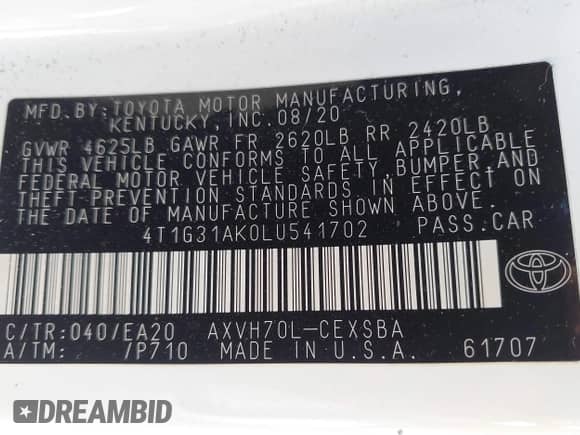 MFD.BY:TOYOTA MOTOR MANUFACTURING,
KENTUCKY,INC.08/20
GVWR 4625LB GAWR FR 2620LB RR 2420LB
THIS VEHICLE CONFORMS TO ALL APPLICABLE
FEDERAL MOTOR VEHICLE SAFETY,BUMPER AND
THEFT PREVENTION STANDARDS IN EFFECT ON
THE DATE OF MANUFACTURE SHOWN ABOVE.
4T1G31AK0LU541702 PASS.CAR
C/TR:040/EA20 AXVH70L-CEXSBA
A/TM: /P710 MADE IN U.S.A. 61707
DREAMBID